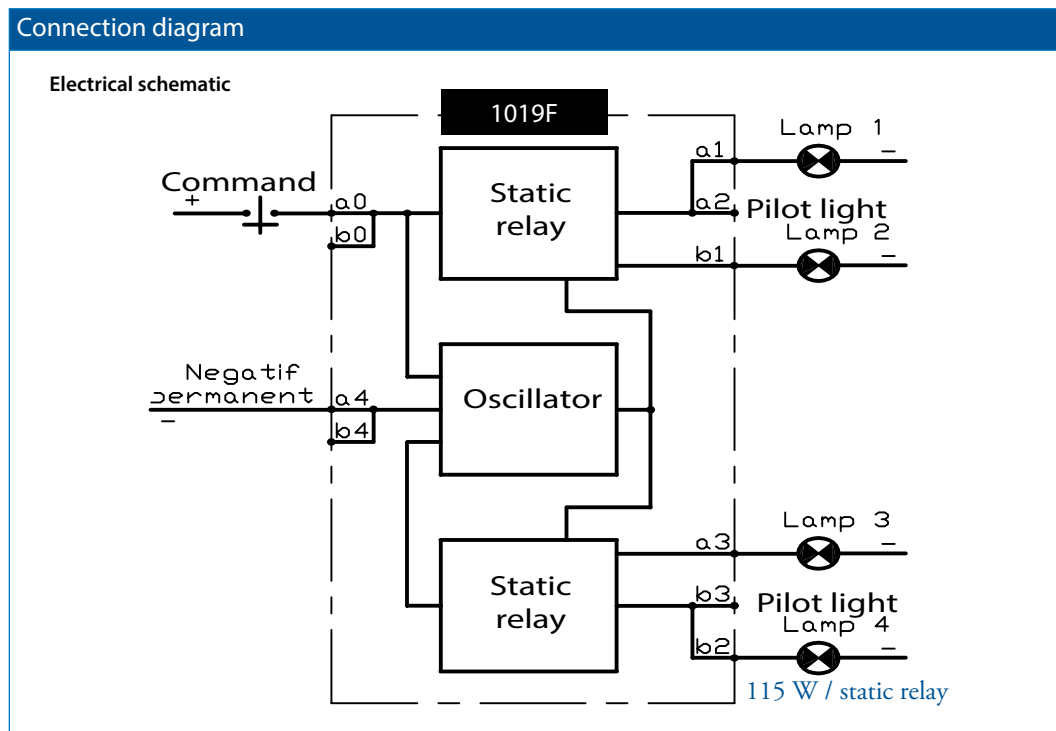 Connection diagram
Electrical schematic
1019F
Lamp 1
a1
−
Command
+
a0
Static
relay
a2
Pilot light
b0
Lamp 2
b1
−
Negatif
permanent
a4
−
b4
Oscillator
Lamp 3
a3
−
Static
relay
b3
Pilot light
Lamp 4
b2
−
115 W / static relay